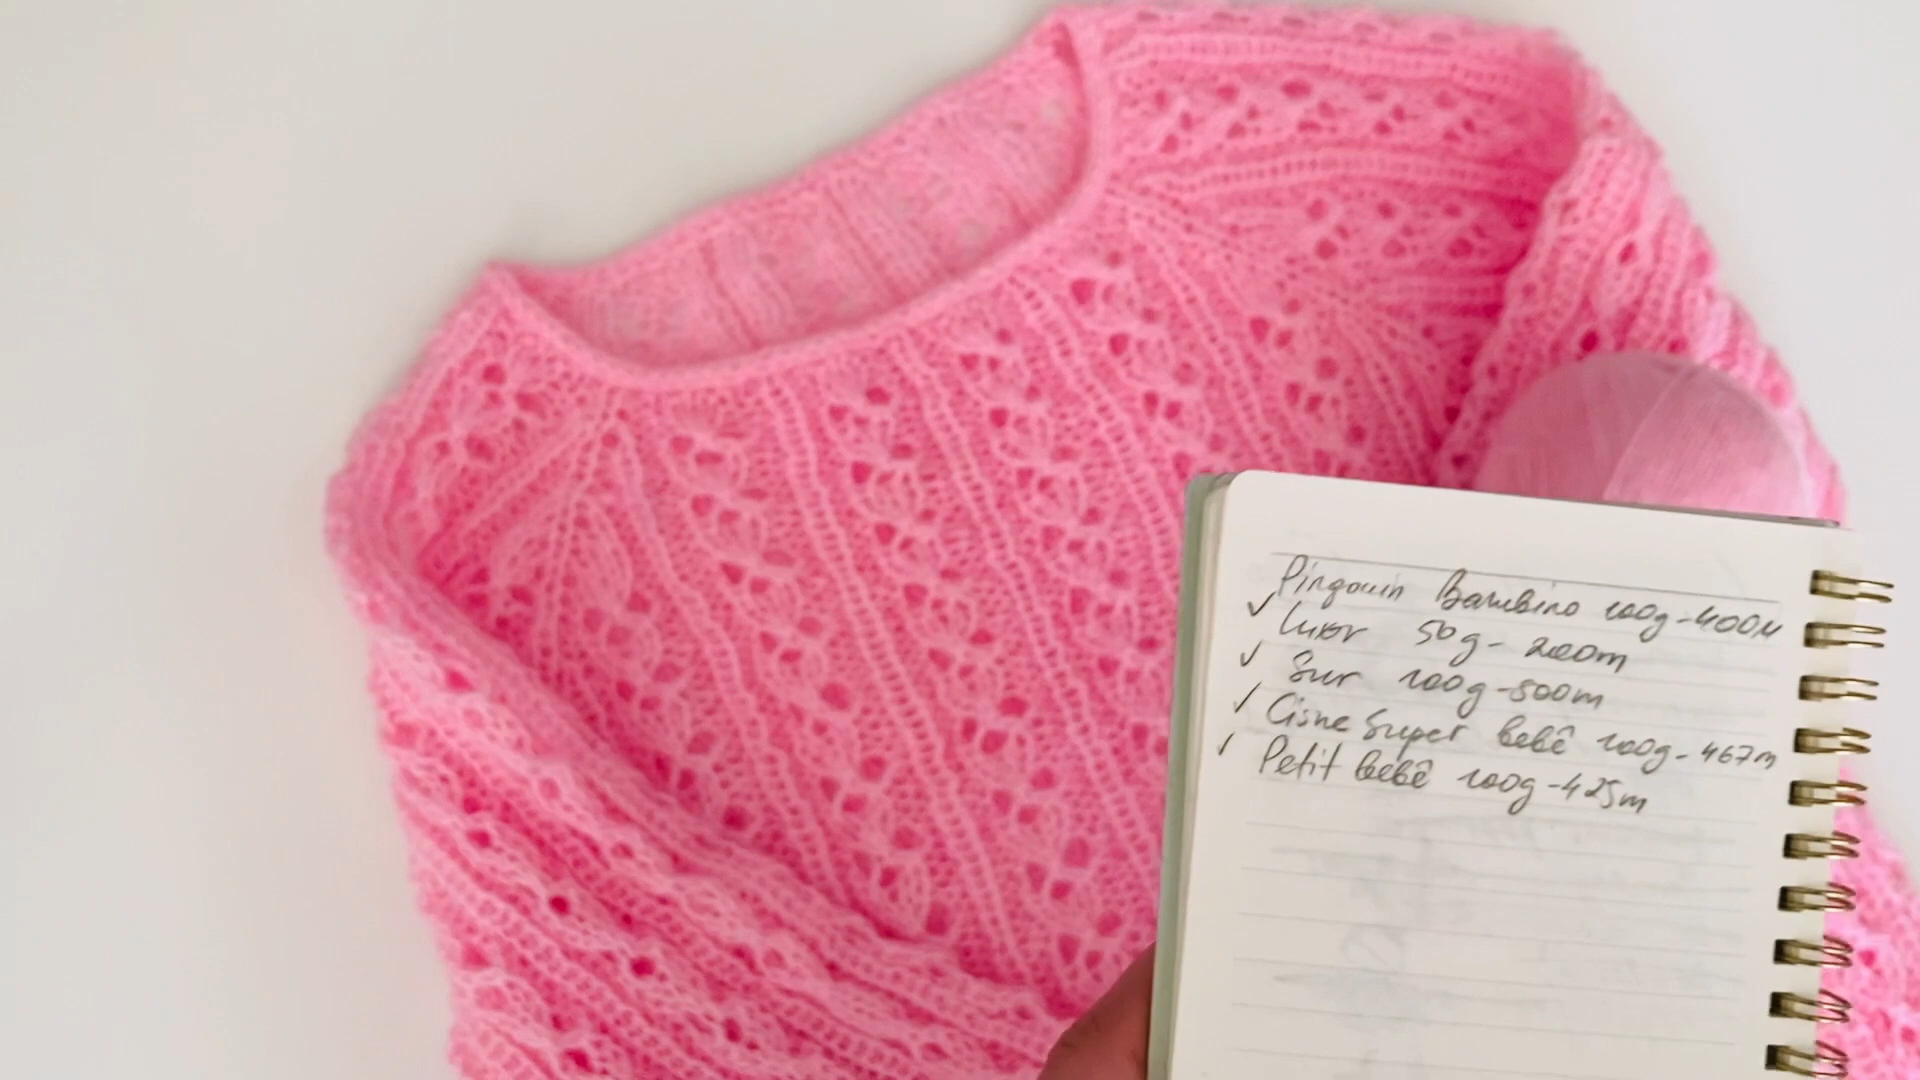 Pingouin Bambino 100g-400M
✓ Luxor 50g- 200m
✓ Sur 100g-500m
✓ Cisne Super bebê 100g-467m
✓ Petit bebê 100g-425m